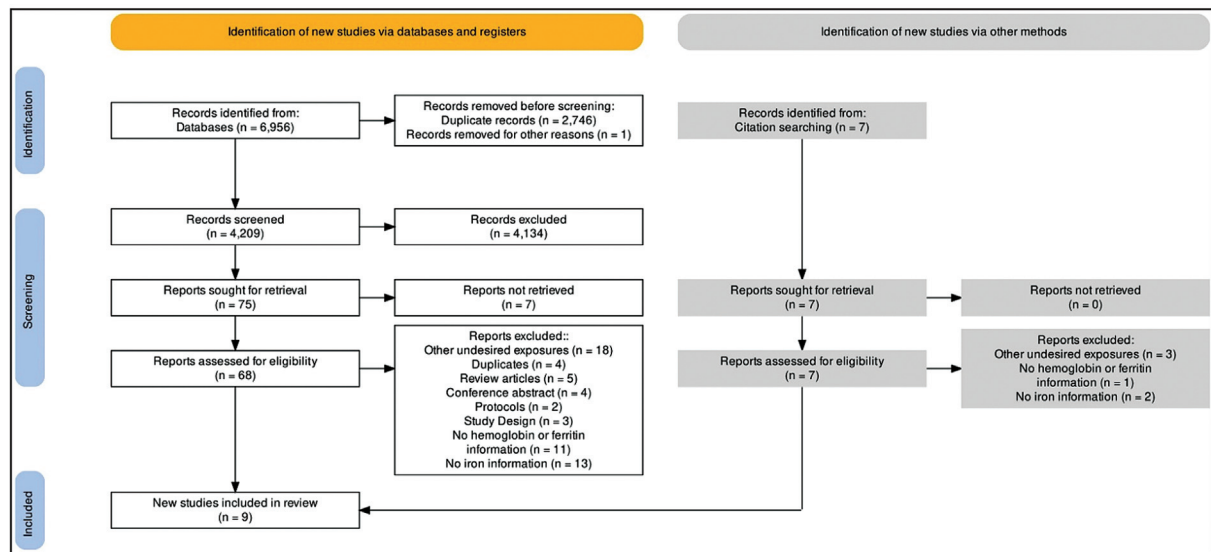 Identification of new studies via databases and registers
Identification of new studies via other methods
Identification
Records identified from:
Databases (n = 6,956)
Records removed before screening:
Duplicate records (n = 2,746)
Records removed for other reasons (n = 1)
Records identified from:
Citation searching (n = 7)
Screening
Records screened
(n = 4,209)
Records excluded
(n = 4,134)
Reports sought for retrieval
(n = 75)
Reports not retrieved
(n = 7)
Reports sought for retrieval
(n = 7)
Reports not retrieved
(n = 0)
Reports assessed for eligibility
(n = 68)
Reports excluded::
Other undesired exposures (n = 18)
Duplicates (n = 4)
Review articles (n = 5)
Conference abstract (n = 4)
Protocols (n = 2)
Study Design (n = 3)
No hemoglobin or ferritin
information (n = 11)
No iron information (n = 13)
Reports assessed for eligibility
(n = 7)
Reports excluded:
Other undesired exposures (n = 3)
No hemoglobin or ferritin
information (n = 1)
No iron information (n = 2)
Included
New studies included in review
(n = 9)